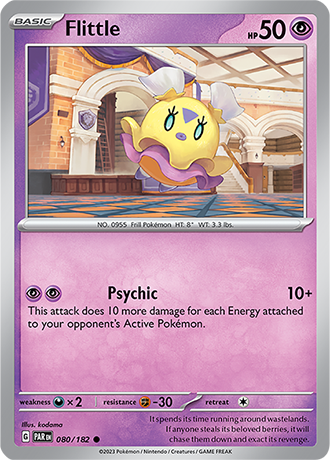 BASIC
Flittle
HP 50
NO. 0955 Frill Pokémon HT: 8" WT: 3.3 lbs.
Psychic 10+
This attack does 10 more damage for each Energy attached
to your opponent's Active Pokémon.
weakness ×2 resistance -30 retreat
Illus. kodama
G PAR EN 080/182
It spends its time running around wastelands.
If anyone steals its beloved berries, it will
chase them down and exact its revenge.
©2023 Pokémon / Nintendo / Creatures / GAME FREAK